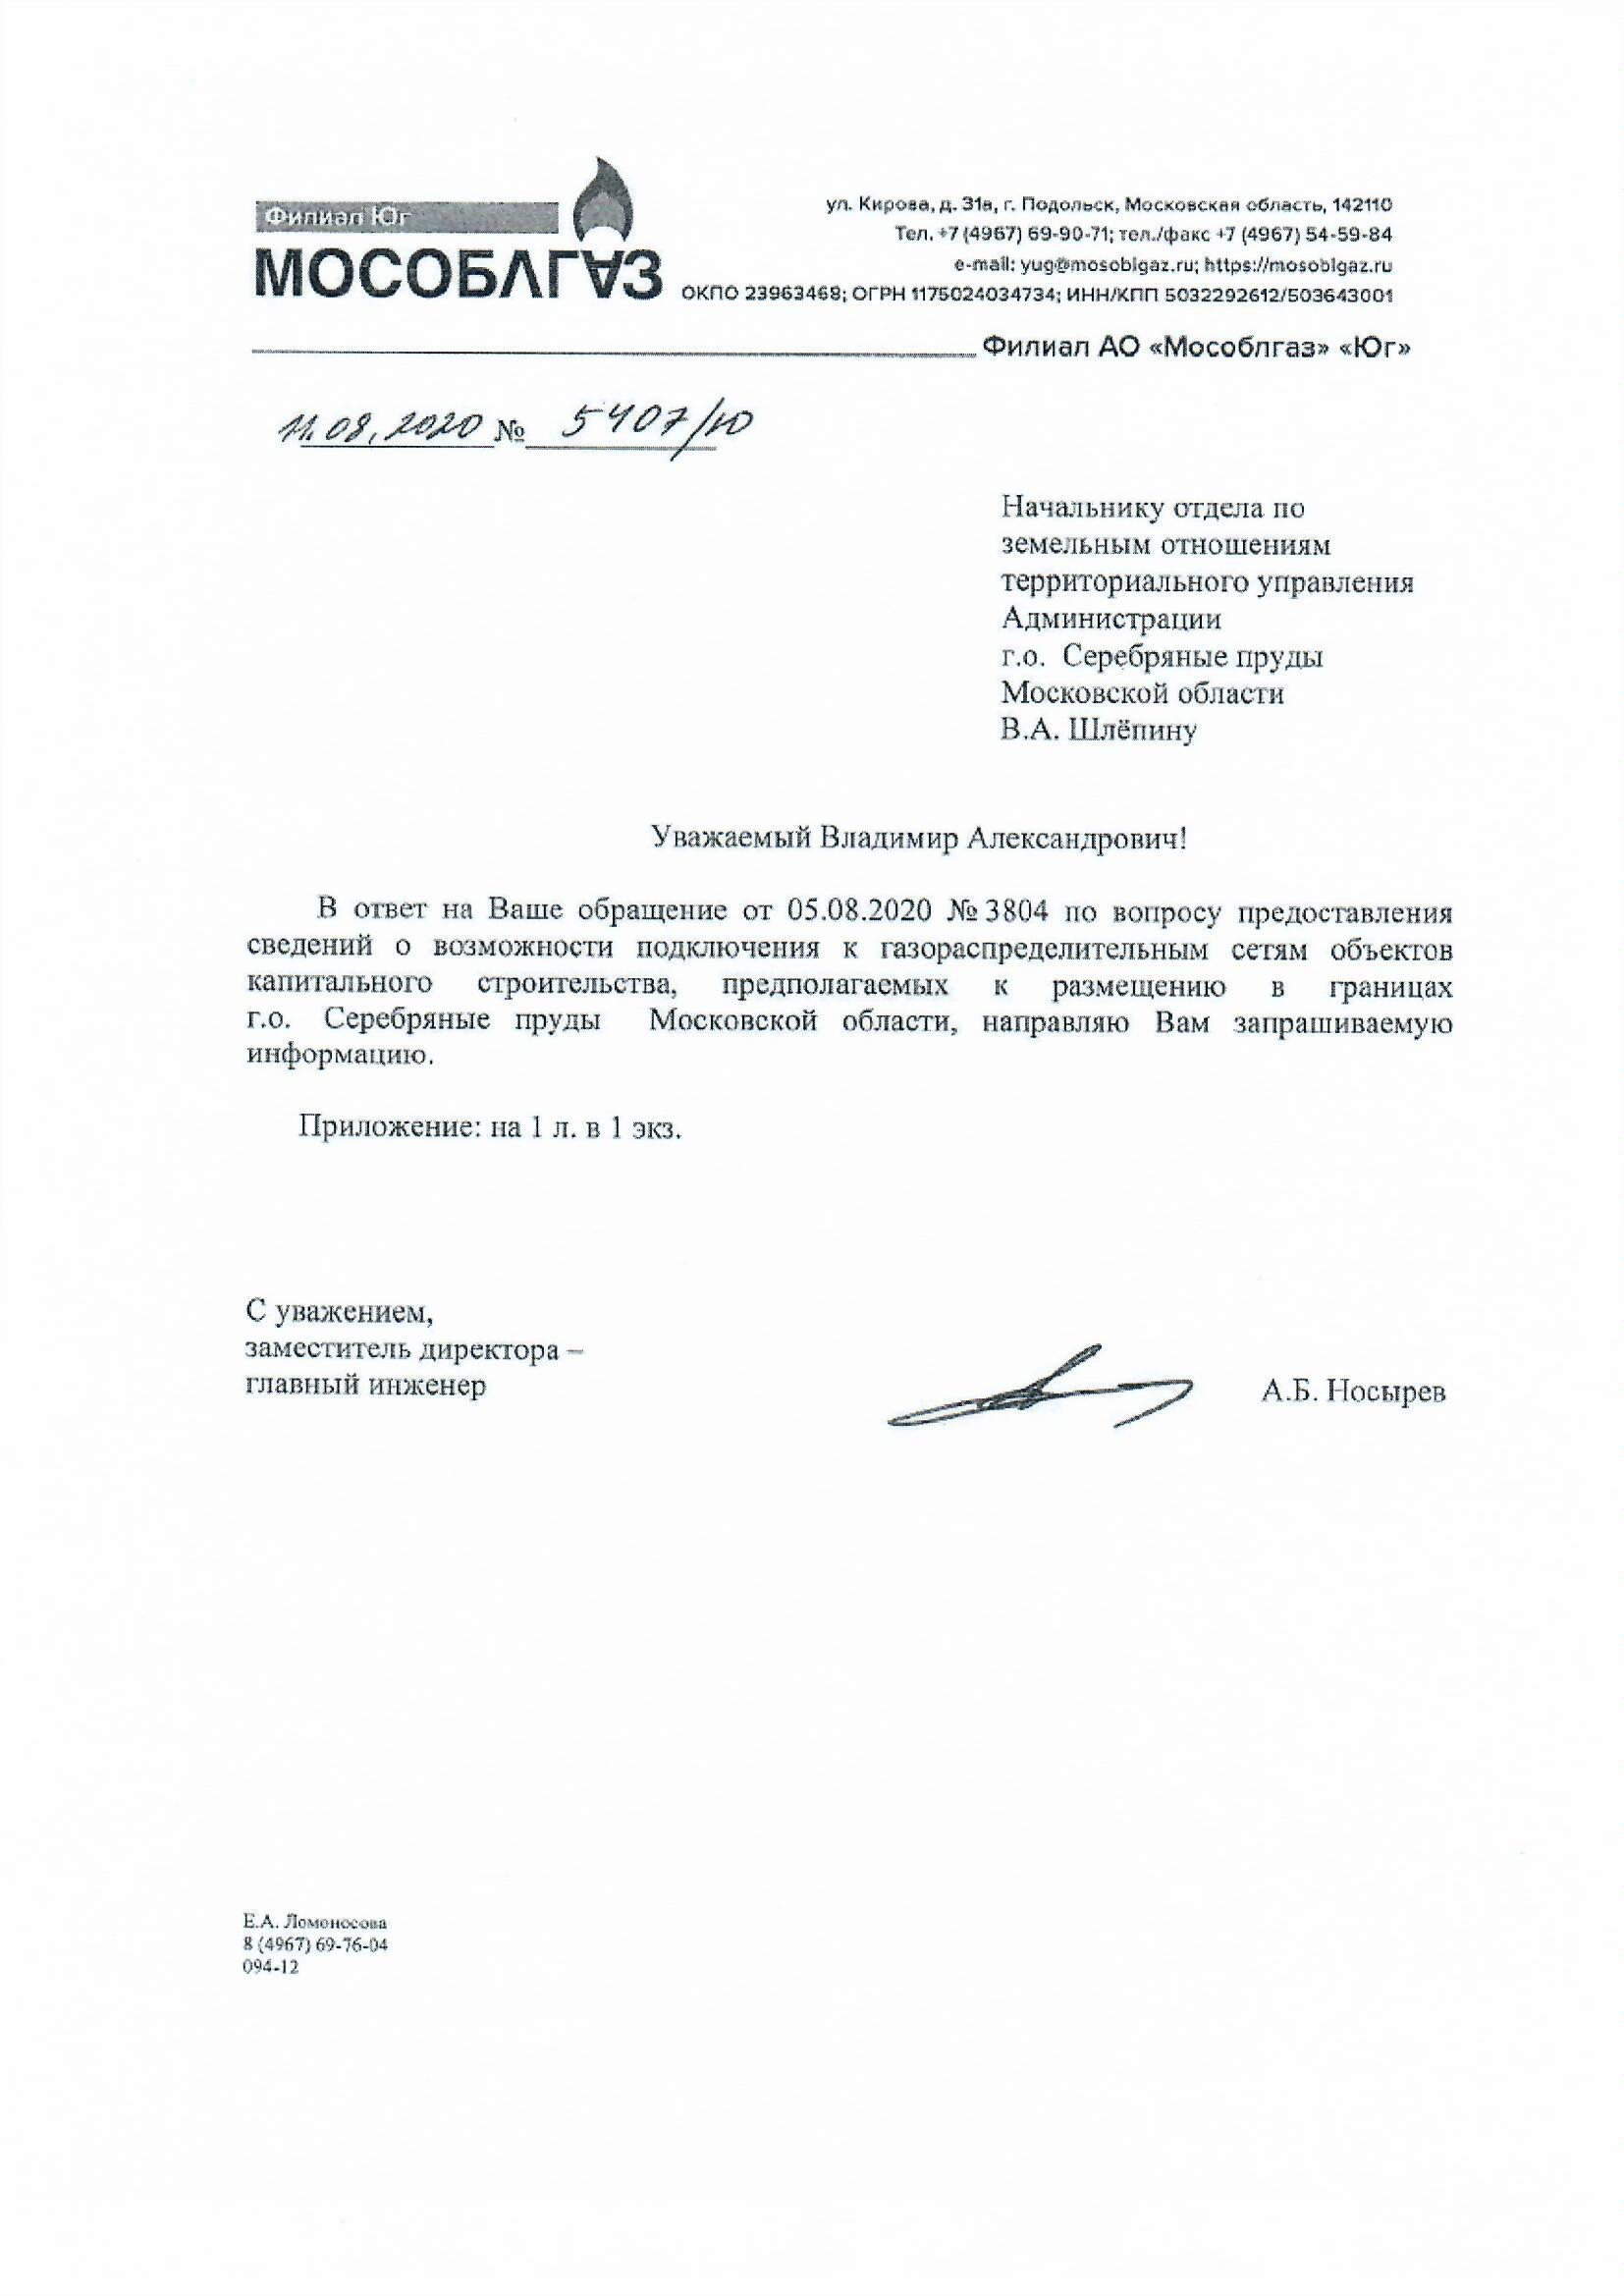 Филиал Юг
МОСОБЛГАЗ
ул. Кирова, д. 31а, г. Подольск, Московская область, 142110
Тел. +7 (4967) 69-90-71; тел./факс +7 (4967) 54-59-84
e-mail: yug@mosoblgaz.ru; https://mosoblgaz.ru
ОКПО 23963468; ОГРН 1175024034734; ИНН/КПП 5032292612/503643001
Филиал АО «Мособлгаз» «Юг»
11.08.2020 № 5407/Ю
Начальнику отдела по
земельным отношениям
территориального управления
Администрации
г.о. Серебряные пруды
Московской области
В.А. Шлёпину
Уважаемый Владимир Александрович!
В ответ на Ваше обращение от 05.08.2020 № 3804 по вопросу предоставления
сведений о возможности подключения к газораспределительным сетям объектов
капитального строительства, предполагаемых к размещению в границах
г.о. Серебряные пруды Московской области, направляю Вам запрашиваемую
информацию.
Приложение: на 1 л. в 1 экз.
С уважением,
заместитель директора –
главный инженер
А.Б. Носырев
Е.А. Ломоносова
8 (4967) 69-76-04
094-12